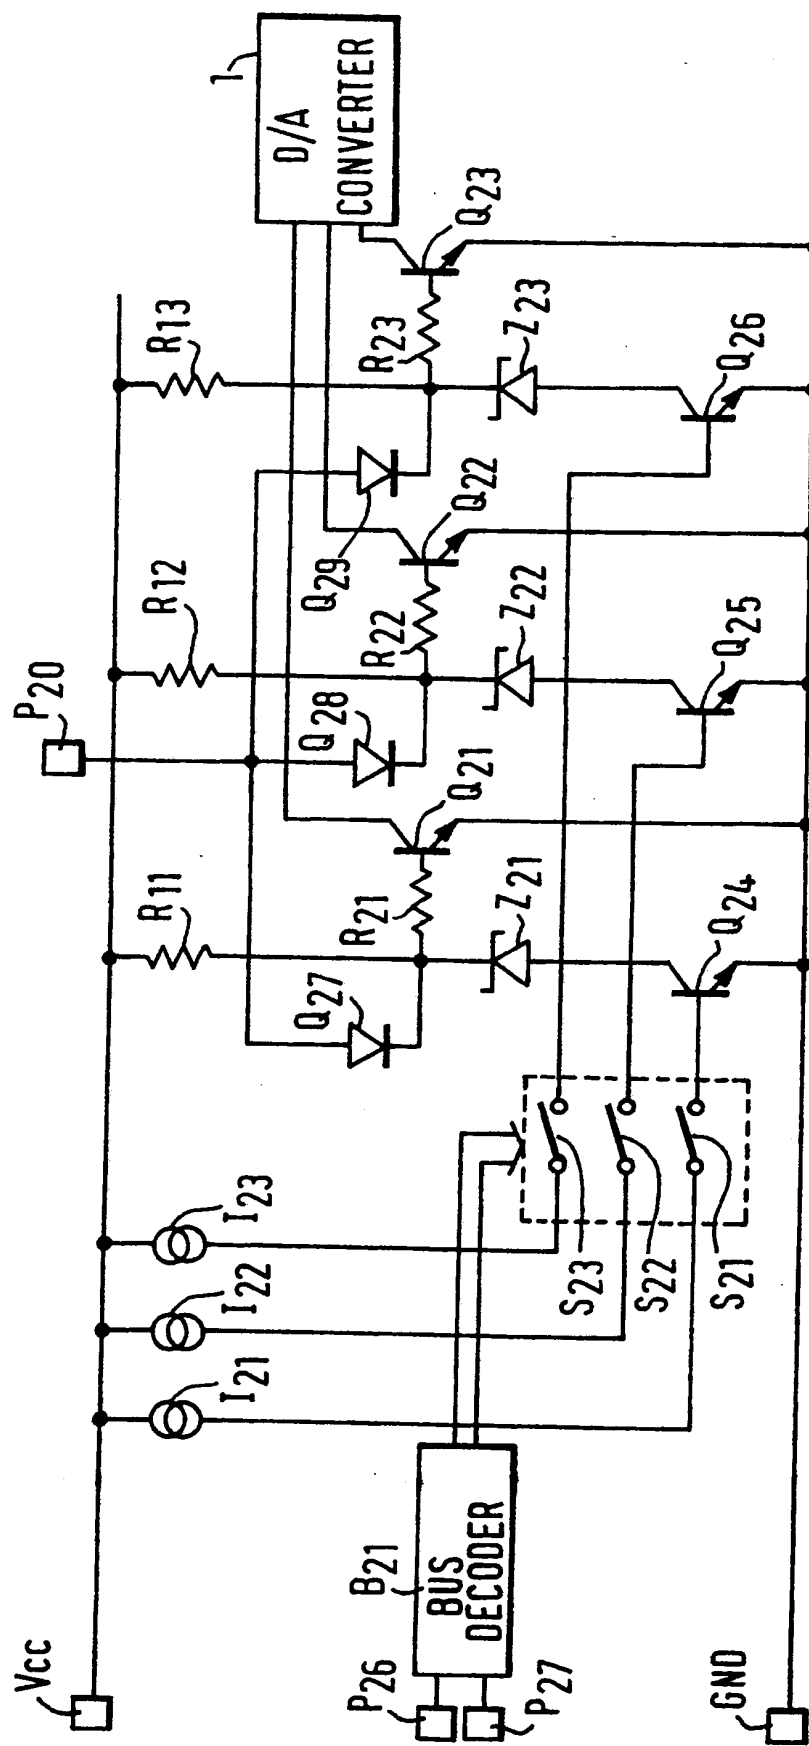 Vcc
P20
1
D/A
CONVERTER
R11
R12
R13
I21
I22
I23
Q27
Q28
Q29
R21
Q21
R22
Q22
R23
Q23
Z21
Z22
Z23
B21
BUS
DECODER
P26
P27
S23
S22
S21
Q24
Q25
Q26
GND